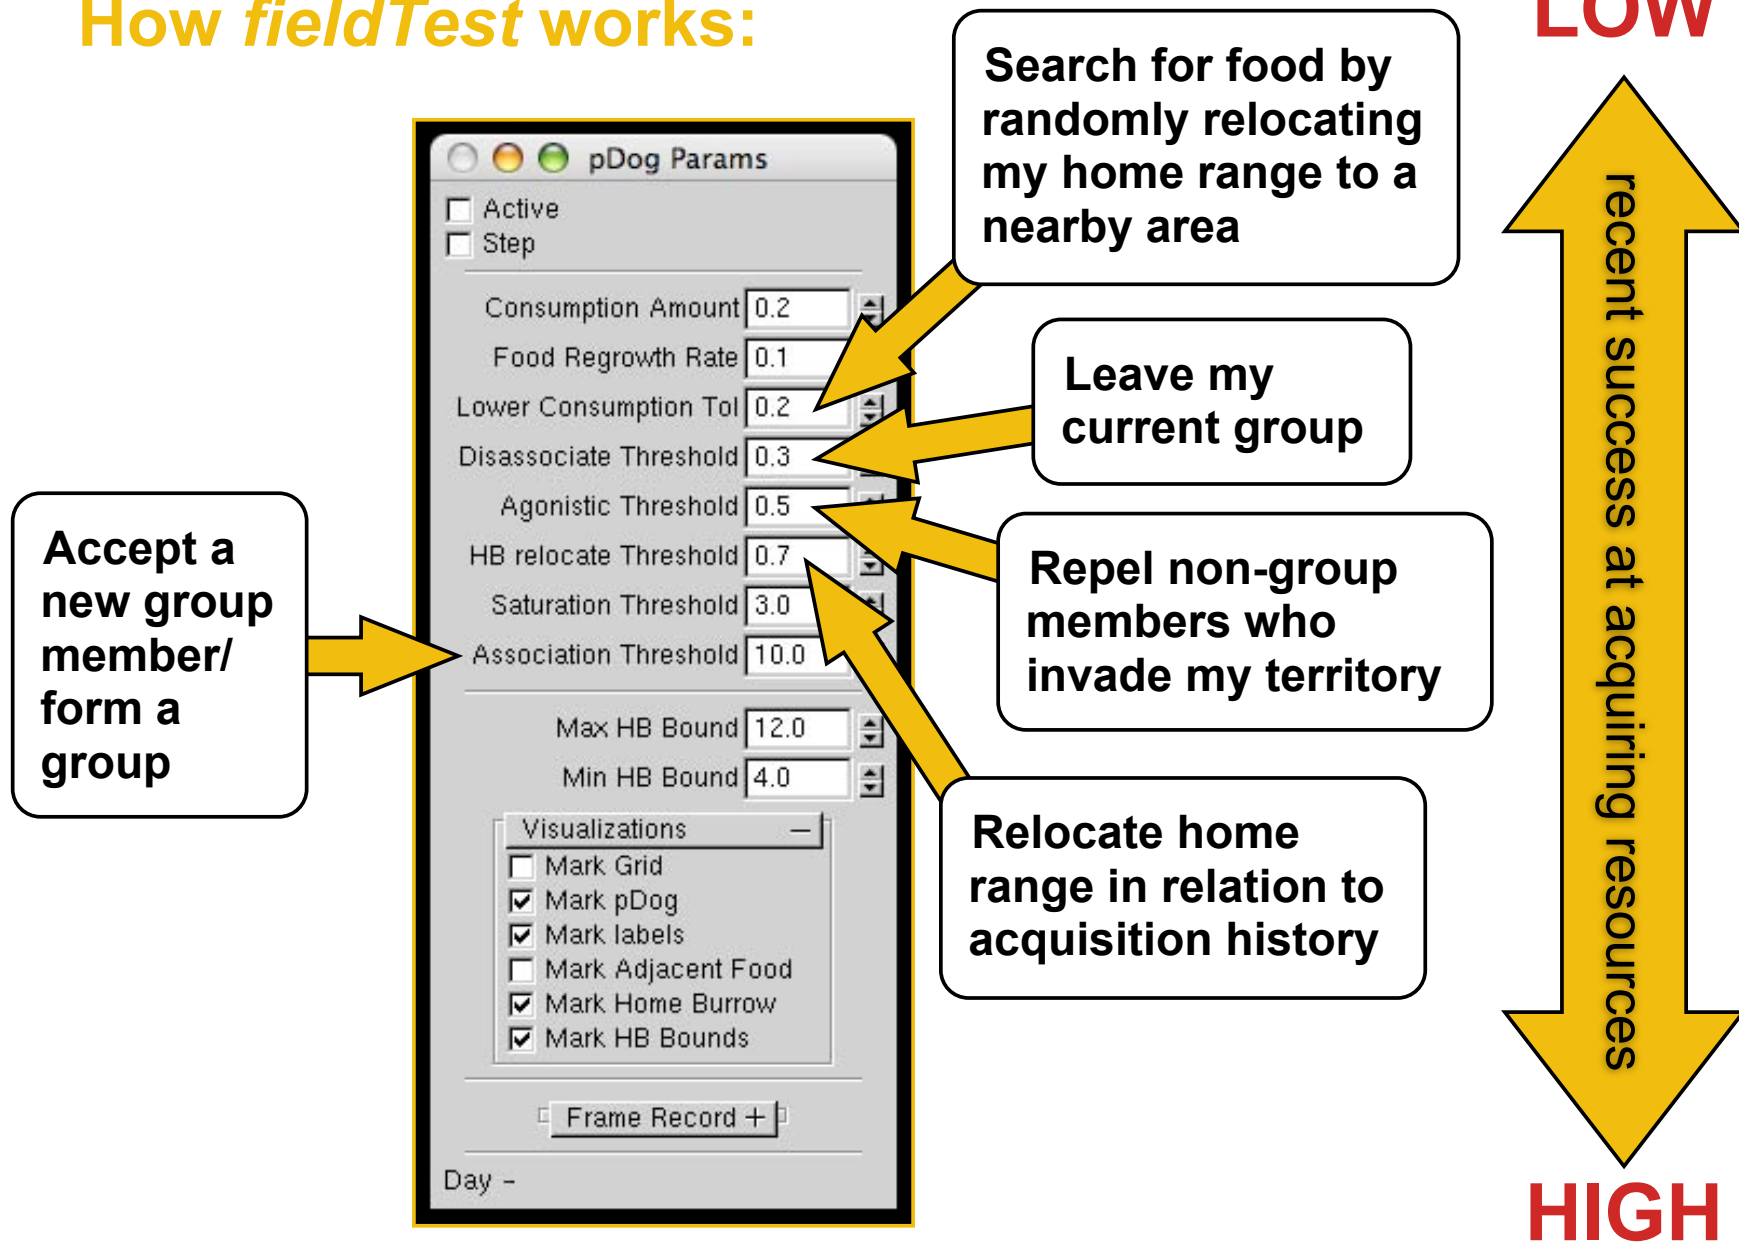 How fieldTest works:
LOW
Search for food by
randomly relocating
my home range to a
nearby area
pDog Params
Active
Step
Consumption Amount 0.2
Food Regrowth Rate 0.1
Lower Consumption Tol 0.2
Disassociate Threshold 0.3
Agonistic Threshold 0.5
HB relocate Threshold 0.7
Saturation Threshold 3.0
Association Threshold 10.0
Max HB Bound 12.0
Min HB Bound 4.0
Visualizations –
Mark Grid
Mark pDog
Mark labels
Mark Adjacent Food
Mark Home Burrow
Mark HB Bounds
Frame Record +
Day -
Leave my
current group
Accept a
new group
member/
form a
group
Repel non-group
members who
invade my territory
Relocate home
range in relation to
acquisition history
recent success at acquiring resources
HIGH